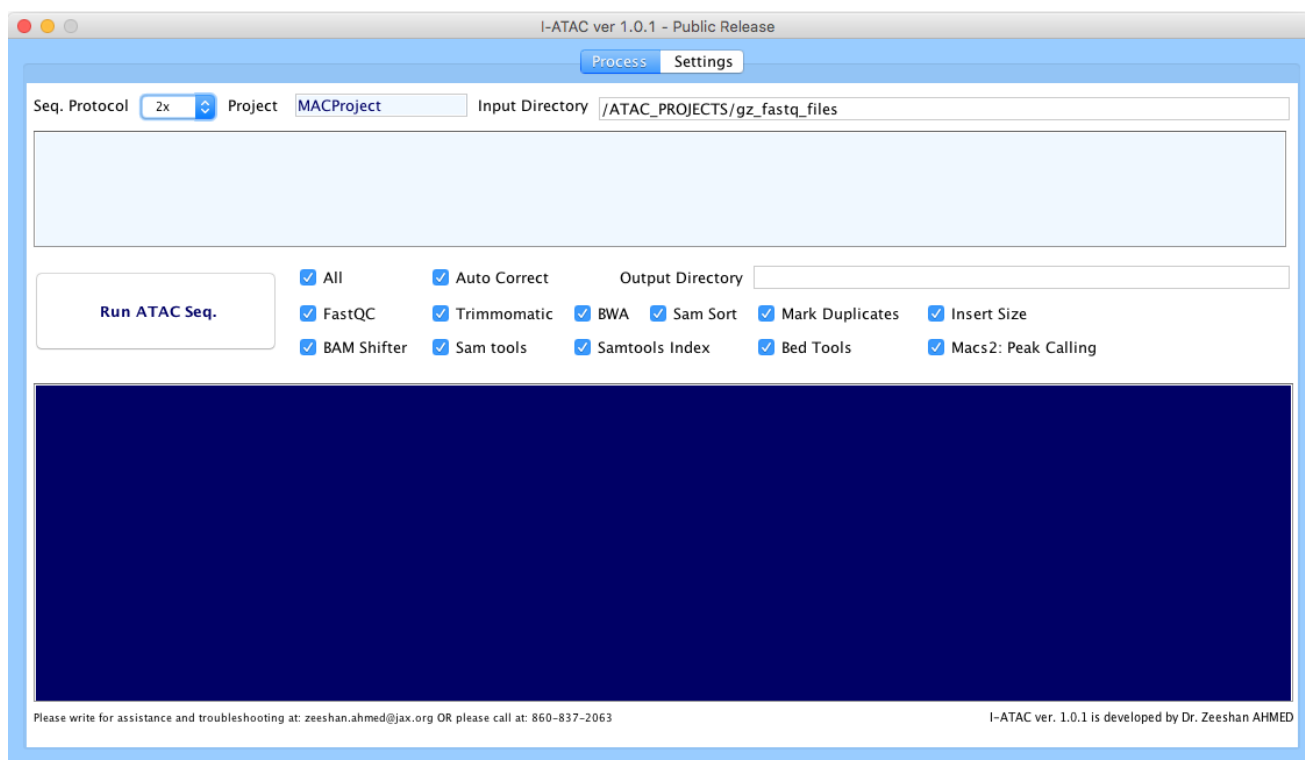 I-ATAC ver 1.0.1 - Public Release
Process Settings
Seq. Protocol 2x Project MACProject Input Directory /ATAC_PROJECTS/gz_fastq_files
All Auto Correct Output Directory
Run ATAC Seq. FastQC Trimmomatic BWA Sam Sort Mark Duplicates Insert Size
BAM Shifter Sam tools Samtools Index Bed Tools Macs2: Peak Calling
Please write for assistance and troubleshooting at: zeeshan.ahmed@jax.org OR please call at: 860-837-2063 I-ATAC ver. 1.0.1 is developed by Dr. Zeeshan AHMED